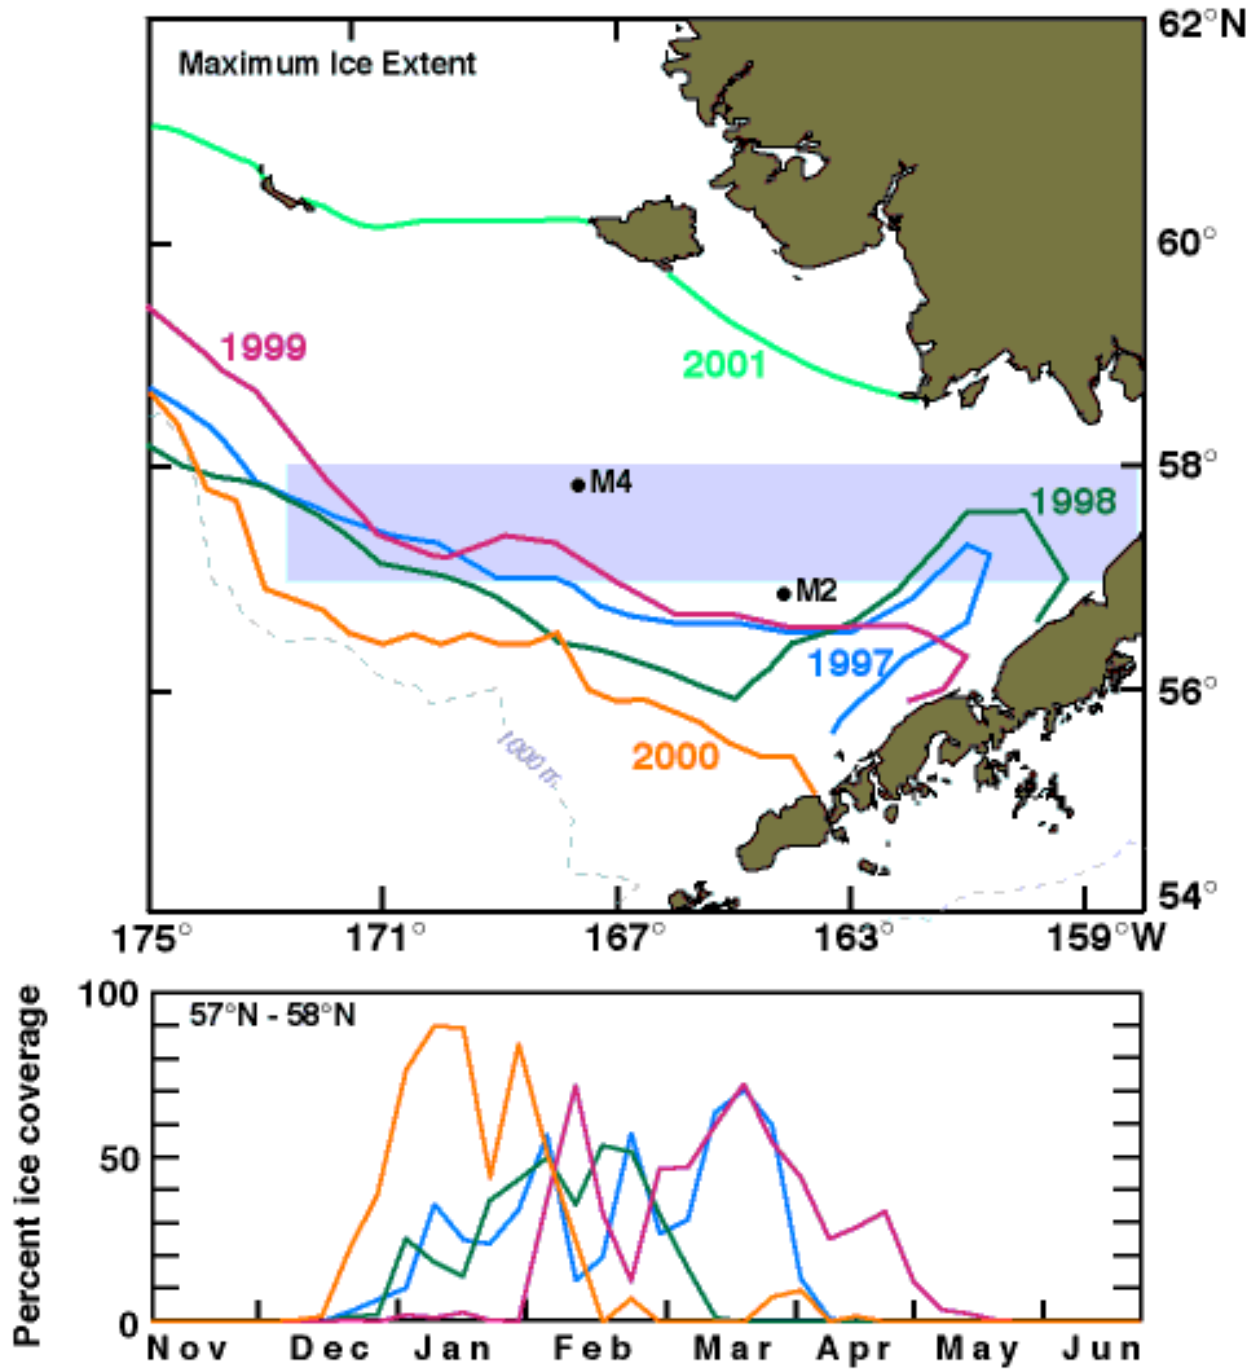 62°N
Maximum Ice Extent
60°
1999
2001
58°
M4
1998
M2
1997
56°
2000
1000 m.
54°
175° 171° 167° 163° 159°W
Percent ice coverage
100
57°N - 58°N
50
0
Nov Dec Jan Feb Mar Apr May Jun